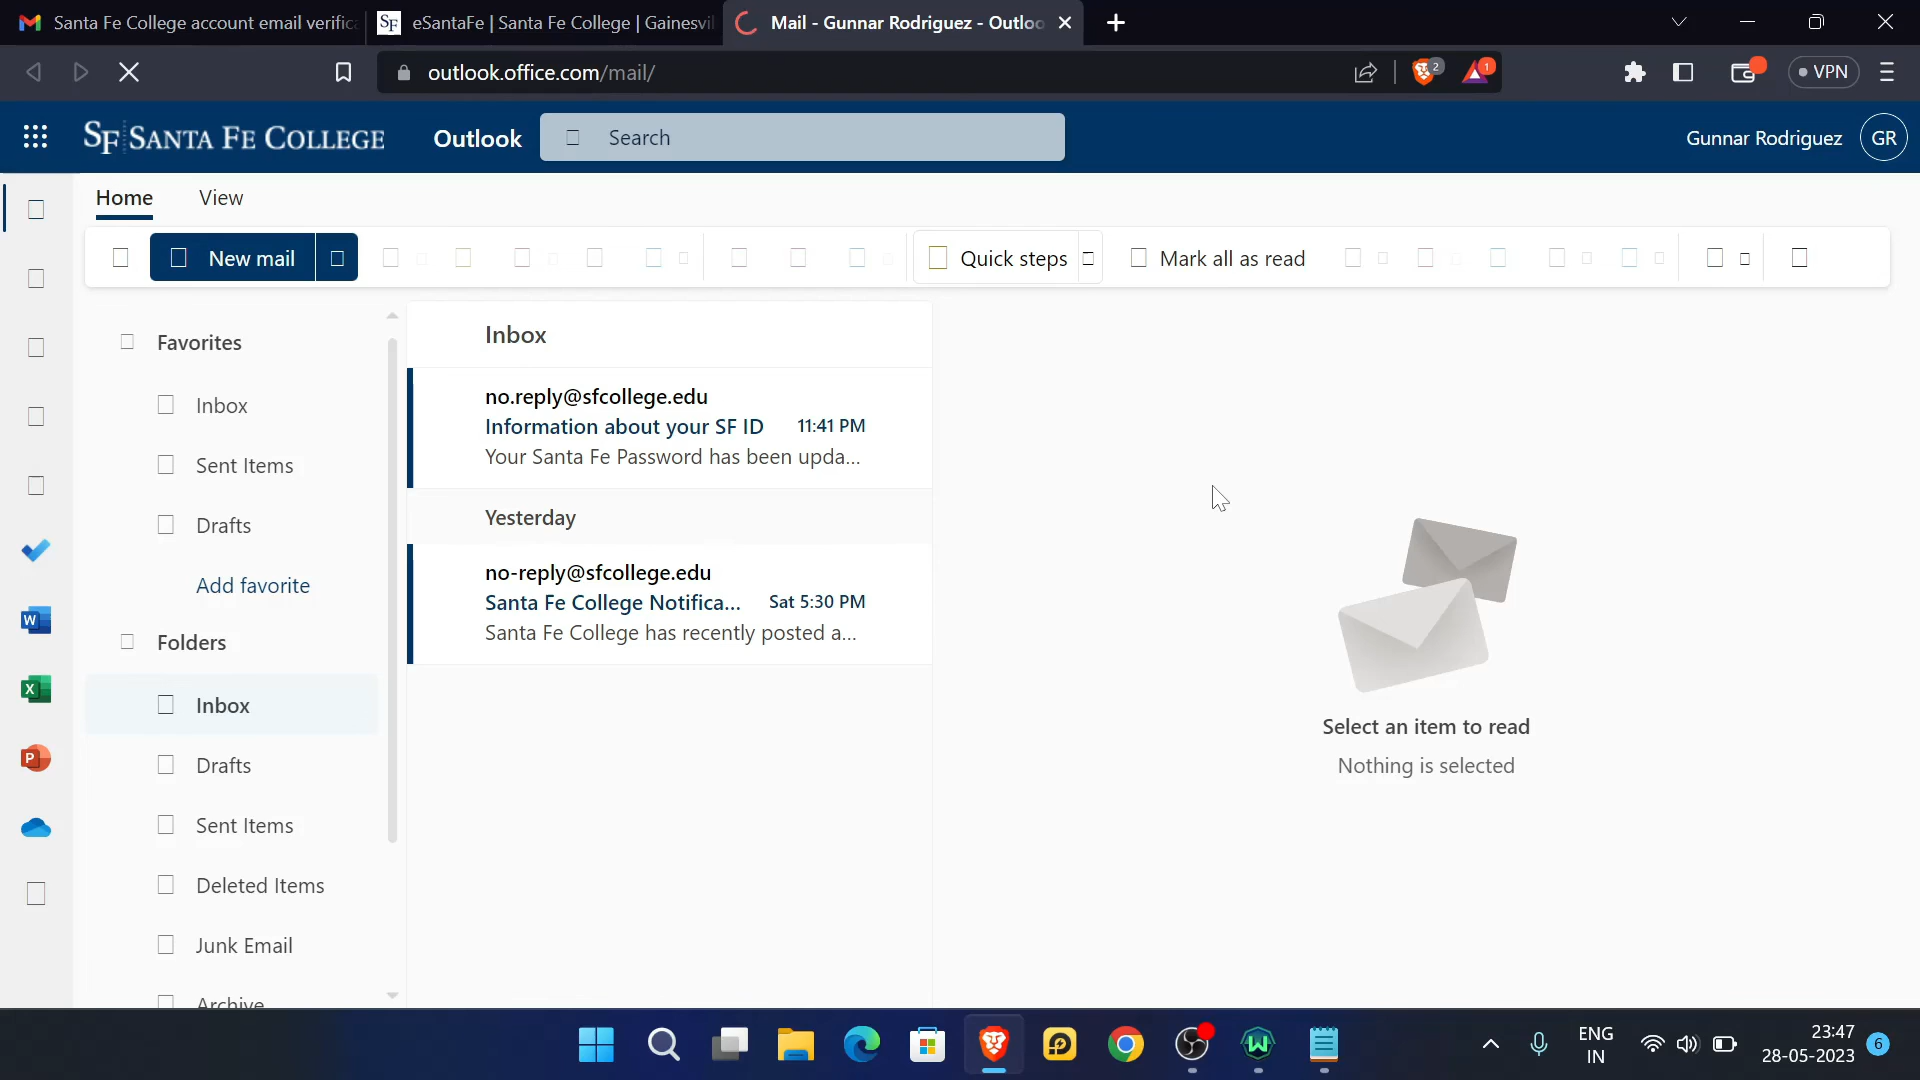 Santa Fe College account email verific
eSantaFe | Santa Fe College | Gainesvil
Mail - Gunnar Rodriguez - Outloo
outlook.office.com/mail/
2
1
VPN
SF SANTA FE COLLEGE
Outlook
Search
Gunnar Rodriguez
GR
Home
View
New mail
Quick steps
Mark all as read
Favorites
Inbox
Sent Items
Drafts
Add favorite
Folders
Inbox
Drafts
Sent Items
Deleted Items
Junk Email
Archive
Inbox
no.reply@sfcollege.edu
Information about your SF ID 11:41 PM
Your Santa Fe Password has been upda...
Yesterday
no-reply@sfcollege.edu
Santa Fe College Notifica... Sat 5:30 PM
Santa Fe College has recently posted a...
Select an item to read
Nothing is selected
ENG
IN
23:47
28-05-2023
6